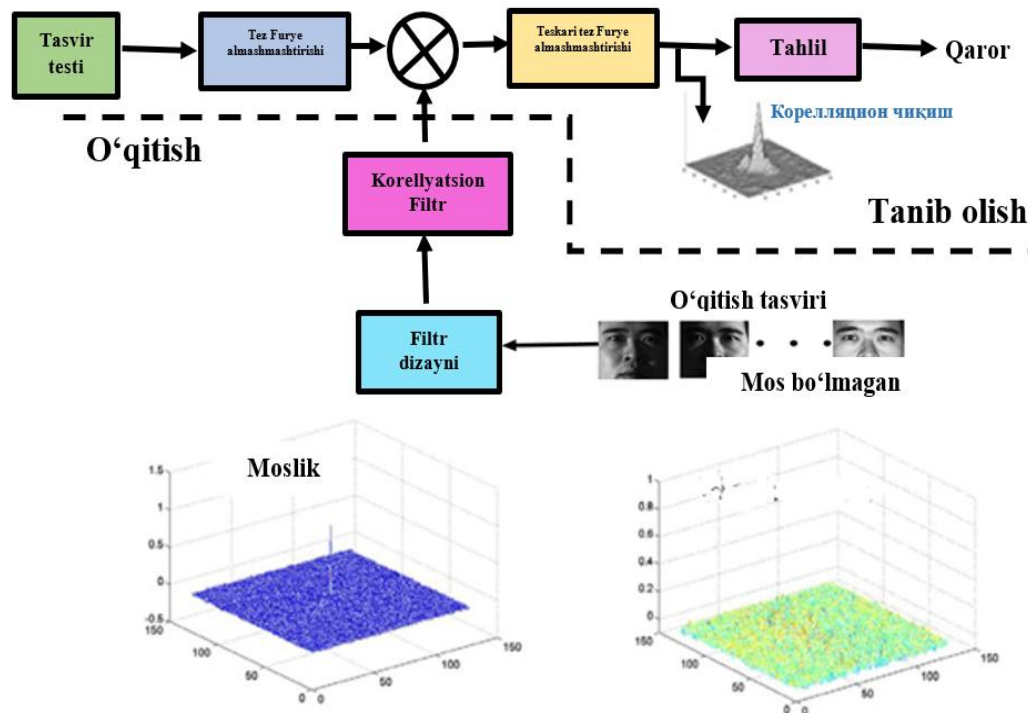 Tasvir
testi
Tez Furye
almashmashtirishi
Teskari tez Furye
almashmashtirishi
Tahlil
Qaror
Корелляцион чиқиш
O‘qitish
Korellyatsion
Filtr
Tanib olish
O‘qitish tasviri
Filtr
dizayni
Mos bo‘lmagan
Moslik
1.5
1
0.5
0
-0.5
150
100
50
0
0
50
100
150
1
0.8
0.6
0.4
0.2
0
150
100
50
0
0
50
100
150